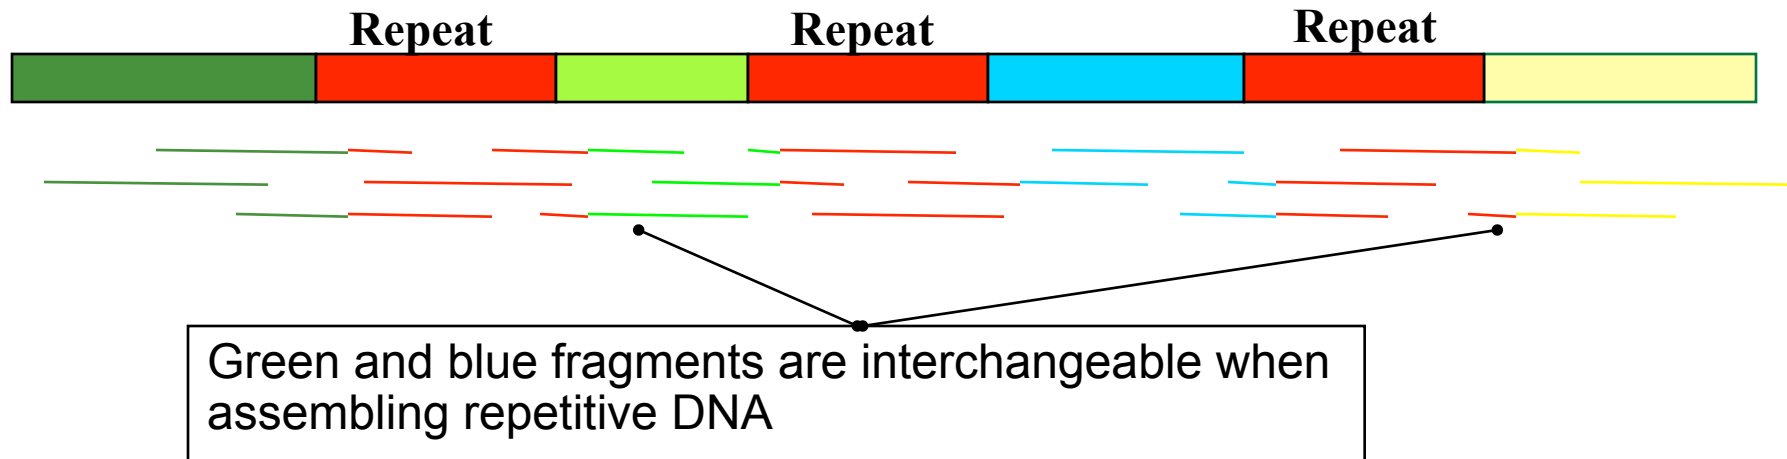 Repeat Repeat Repeat
Green and blue fragments are interchangeable when
assembling repetitive DNA